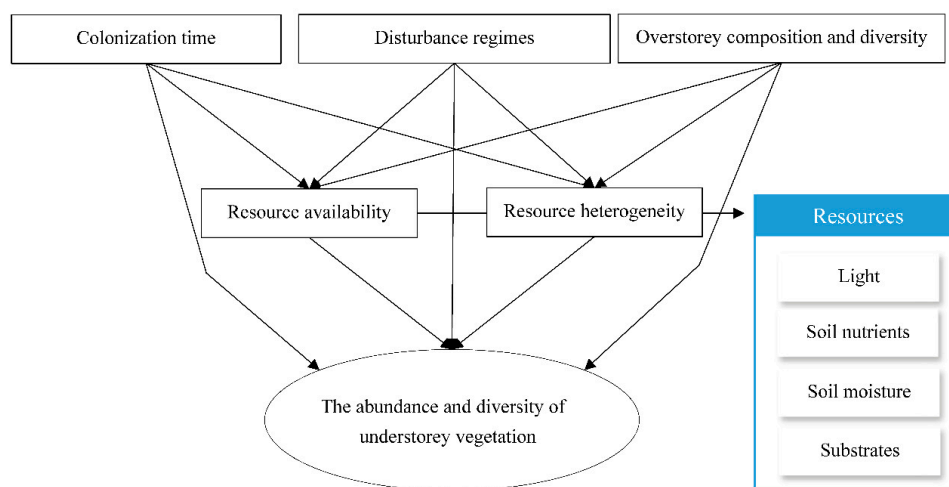 Colonization time
Disturbance regimes
Overstorey composition and diversity
Resource availability
Resource heterogeneity
Resources
Light
Soil nutrients
Soil moisture
Substrates
The abundance and diversity of
understorey vegetation